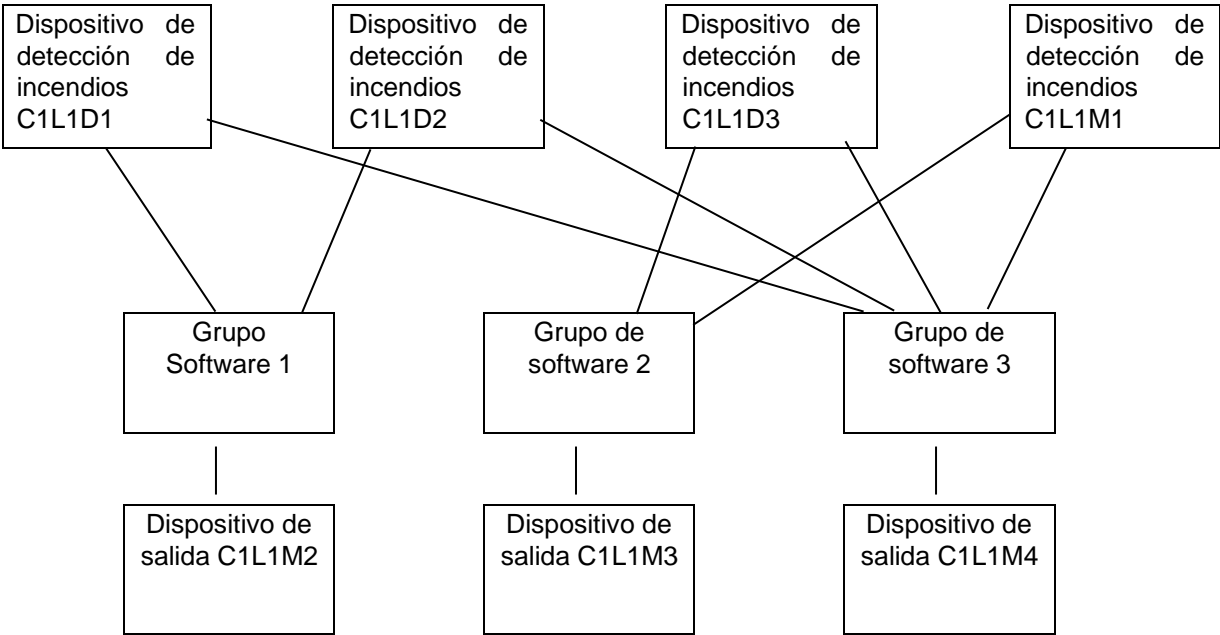 Dispositivo de
detección de
incendios
C1L1D1
Dispositivo de
detección de
incendios
C1L1D2
Dispositivo de
detección de
incendios
C1L1D3
Dispositivo de
detección de
incendios
C1L1M1
Grupo
Software 1
Grupo de
software 2
Grupo de
software 3
Dispositivo de
salida C1L1M2
Dispositivo de
salida C1L1M3
Dispositivo de
salida C1L1M4